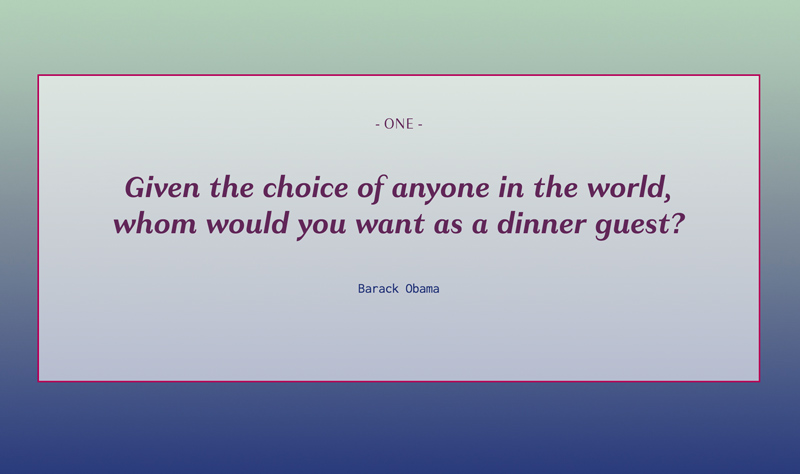 - ONE -
Given the choice of anyone in the world,
whom would you want as a dinner guest?
Barack Obama